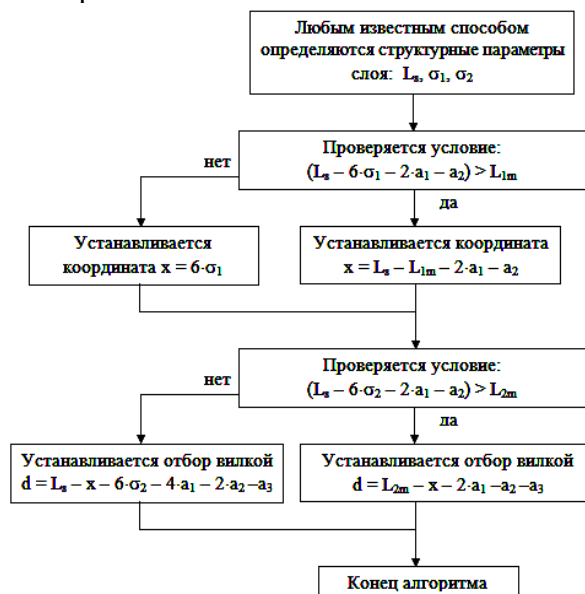 Любым известным способом
определяются структурные параметры
слоя: Lₛ, σ₁, σ₂
Проверяется условие:
(Lₛ – 6·σ₁ – 2·a₁ – a₂) > L₁ₘ
нет
да
Устанавливается
координата x = 6·σ₁
Устанавливается координата
x = Lₛ – L₁ₘ – 2·a₁ – a₂
Проверяется условие:
(Lₛ – 6·σ₂ – 2·a₁ – a₂) > L₂ₘ
нет
да
Устанавливается отбор вилкой
d = Lₛ – x – 6·σ₂ – 4·a₁ – 2·a₂ –a₃
Устанавливается отбор вилкой
d = L₂ₘ – x – 2·a₁ –a₂ –a₃
Конец алгоритма